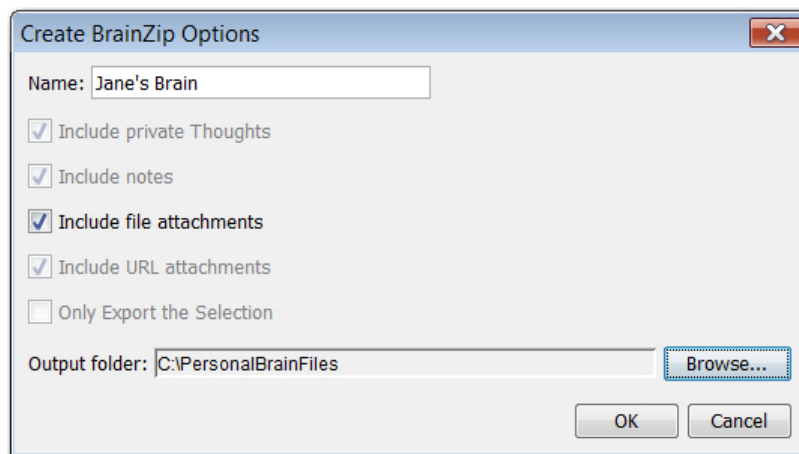 Create BrainZip Options
Name: Jane's Brain
Include private Thoughts
Include notes
Include file attachments
Include URL attachments
Only Export the Selection
Output folder: C:\PersonalBrainFiles Browse...
OK Cancel